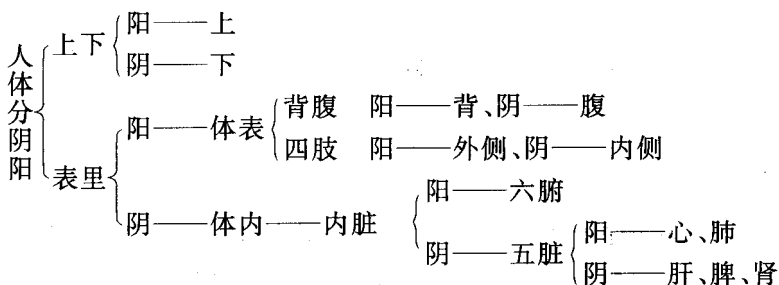 人体分阴阳
上下
阳——上
阴——下
表里
阳——体表
背腹 阳——背、阴——腹
四肢 阳——外侧、阴——内侧
阴——体内——内脏
阳——六腑
阴——五脏
阳——心、肺
阴——肝、脾、肾